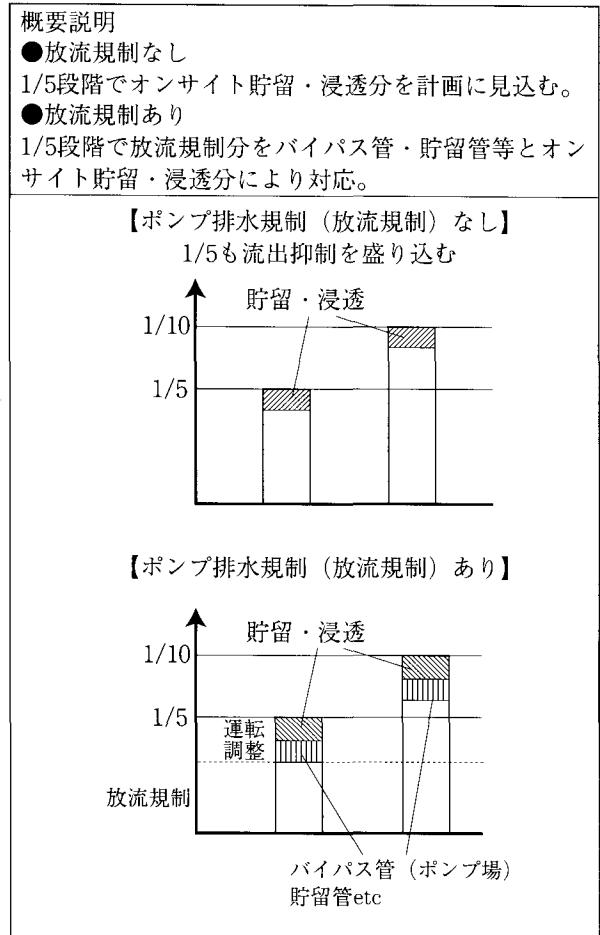 概要説明
●放流規制なし
1/5段階でオンサイト貯留・浸透分を計画に見込む。
●放流規制あり
1/5段階で放流規制分をバイパス管・貯留管等とオン
サイト貯留・浸透分により対応。
【ポンプ排水規制（放流規制）なし】
1/5も流出抑制を盛り込む
貯留・浸透
1/10
1/5
【ポンプ排水規制（放流規制）あり】
貯留・浸透
1/10
1/5
運転
調整
放流規制
バイパス管（ポンプ場）
貯留管etc